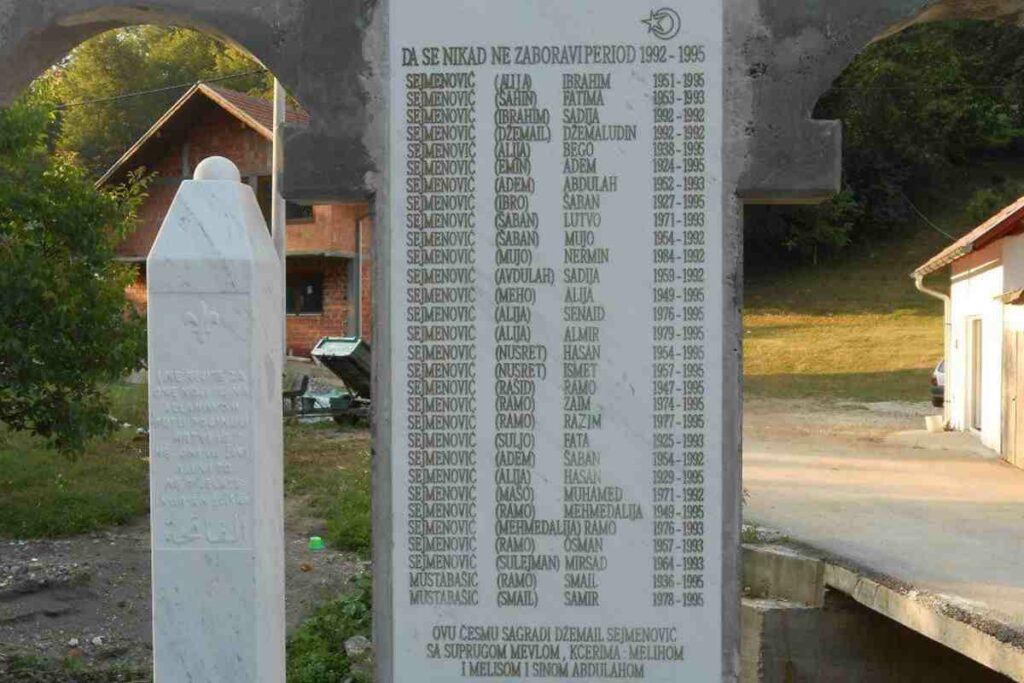 DA SE NIKAD NE ZABORAVI PERIOD 1992-1995
SEJMENOVIĆ (ALIJA) IBRAHIM 1951-1995
SEJMENOVIĆ (ŠAHIN) FATIMA 1953-1993
SEJMENOVIĆ (IBRAHIM) SADIJA 1992-1992
SEJMENOVIĆ (DŽEMAIL) DŽEMALUDIN 1992-1992
SEJMENOVIĆ (ALIJA) BEGO 1938-1995
SEJMENOVIĆ (EMIN) ADEM 1924-1995
SEJMENOVIĆ (ADEM) ABDULAH 1952-1993
SEJMENOVIĆ (IBRO) ŠABAN 1927-1995
SEJMENOVIĆ (ŠABAN) LUTVO 1971-1993
SEJMENOVIĆ (ŠABAN) MUJO 1954-1992
SEJMENOVIĆ (MUJO) NERMIN 1984-1992
SEJMENOVIĆ (AVDULAH) SADIJA 1959-1992
SEJMENOVIĆ (MEHO) ALIJA 1949-1995
SEJMENOVIĆ (ALIJA) SENAID 1976-1995
SEJMENOVIĆ (ALIJA) ALMIR 1979-1995
SEJMENOVIĆ (NUSRET) HASAN 1954-1995
SEJMENOVIĆ (NUSRET) ISMET 1957-1995
SEJMENOVIĆ (RAŠID) RAMO 1947-1995
SEJMENOVIĆ (RAMO) ZAIM 1974-1995
SEJMENOVIĆ (RAMO) RAZIM 1977-1995
SEJMENOVIĆ (SULJO) FATA 1925-1993
SEJMENOVIĆ (ADEM) ŠABAN 1954-1992
SEJMENOVIĆ (ALIJA) HASAN 1929-1995
SEJMENOVIĆ (MAŠO) MUHAMED 1971-1992
SEJMENOVIĆ (RAMO) MEHMEDALIJA 1949-1995
SEJMENOVIĆ (MEHMEDALIJA) RAMO 1976-1993
SEJMENOVIĆ (RAMO) OSMAN 1957-1993
SEJMENOVIĆ (SULEJMAN) MIRSAD 1964-1993
MUSTABAŠIĆ (RAMO) SMAIL 1936-1995
MUSTABAŠIĆ (SMAIL) SAMIR 1978-1995
OVU ČESMU SAGRADI DŽEMAIL SEJMENOVIĆ
SA SUPRUGOM MEVLOM, KĆERIMA-MELIHOM
I MELISOM I SINOM ABDULAHOM
الفاتحة